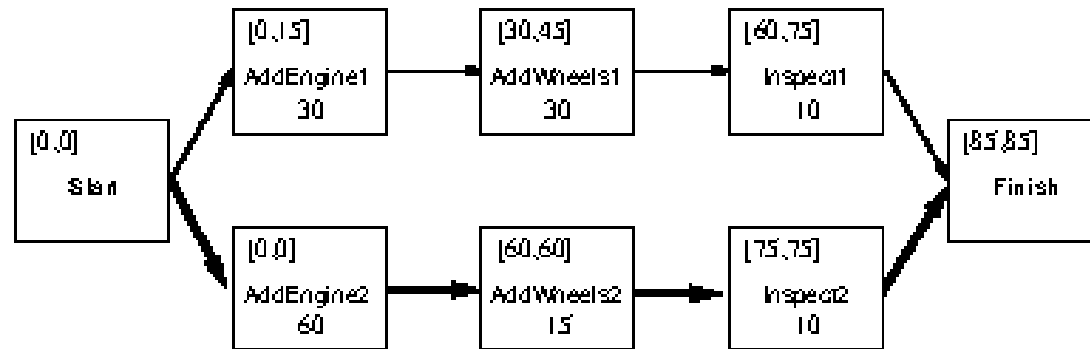 [0,15]
AddEngine1
30
[30,45]
AddWheels1
30
[60,75]
Inspect1
10
[0,0]
Start
[85,85]
Finish
[0,0]
AddEngine2
60
[60,60]
AddWheels2
15
[75,75]
Inspect2
10